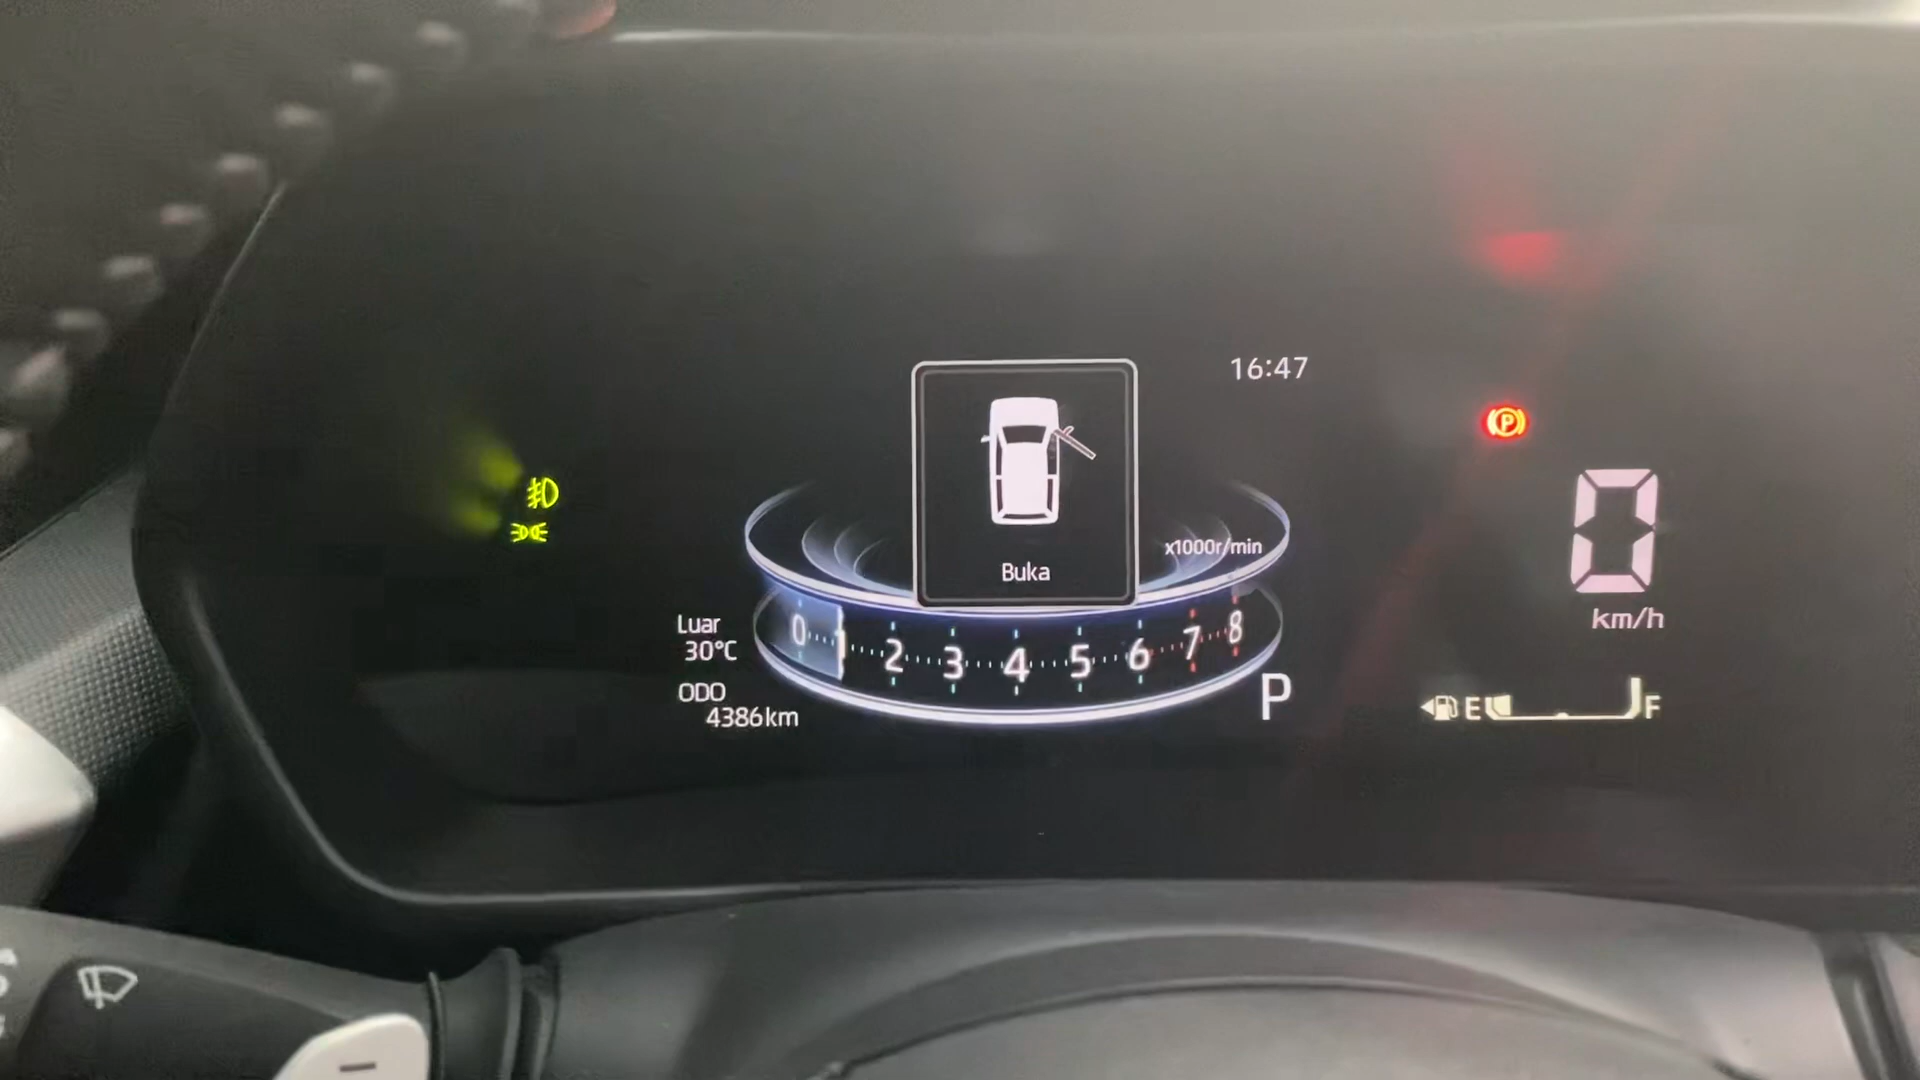 16:47
Buka
x1000r/min
0 1 2 3 4 5 6 7 8
Luar
30°C
ODO
4386km
P
P
0
km/h
E F